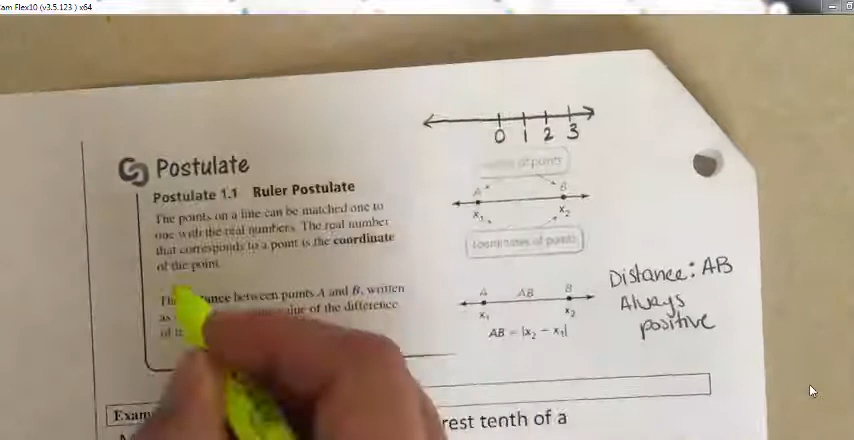 am Flex10 (v3.5.123 ) x64
0 1 2 3
Postulate
Postulate 1.1 Ruler Postulate
The points on a line can be matched one to
one with the real numbers. The real number
that corresponds to a point is the coordinate
of the point.
between points A and B, written
as of the difference
of
of points
A B
x₁ x₂
coordinates of points
A AB B
x₁ x₂
AB = |x₂ − x₁|
Distance: AB
Always
positive
Exam
rest tenth of a